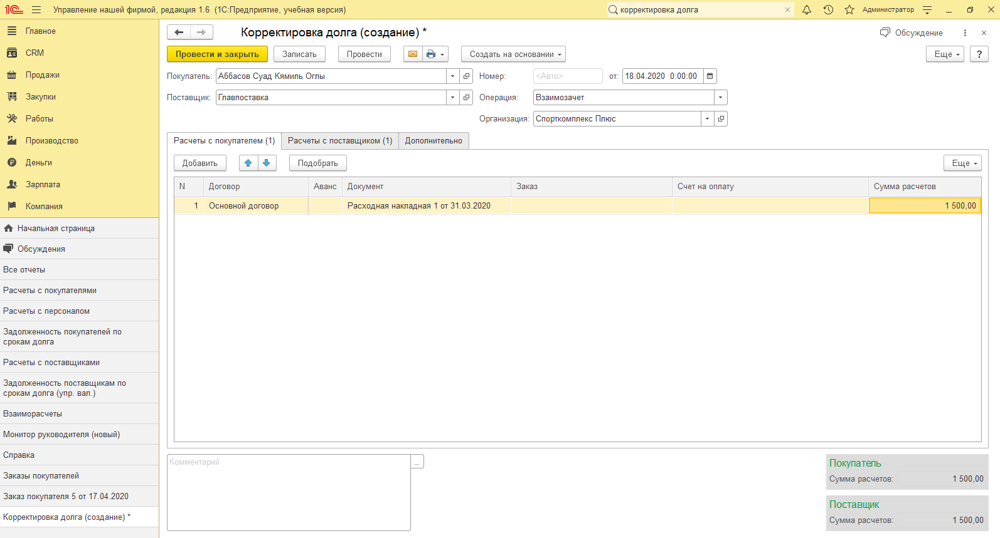 1С Управление нашей фирмой, редакция 1.6 (1С:Предприятие, учебная версия) корректировка долга Администратор
Главное
CRM
Продажи
Закупки
Работы
Производство
Деньги
Зарплата
Компания
Начальная страница
Обсуждения
Все отчеты
Расчеты с покупателями
Расчеты с персоналом
Задолженность покупателей по
срокам долга
Расчеты с поставщиками
Задолженность поставщикам по
срокам долга (упр. вал.)
Взаиморасчеты
Монитор руководителя (новый)
Справка
Заказы покупателей
Заказ покупателя 5 от 17.04.2020
Корректировка долга (создание) *
Корректировка долга (создание) * Обсуждение
Провести и закрыть Записать Провести Создать на основании Еще ?
Покупатель: Аббасов Суад Кямиль Оглы Номер: <Авто> от: 18.04.2020 0:00:00
Поставщик: Главпоставка Операция: Взаимозачет
Организация: Спорткомплекс Плюс
Расчеты с покупателем (1) Расчеты с поставщиком (1) Дополнительно
Добавить Подобрать Еще
N Договор Аванс Документ Заказ Счет на оплату Сумма расчетов
1 Основной договор Расходная накладная 1 от 31.03.2020 1 500,00
Комментарий ...
Покупатель
Сумма расчетов: 1 500,00
Поставщик
Сумма расчетов: 1 500,00